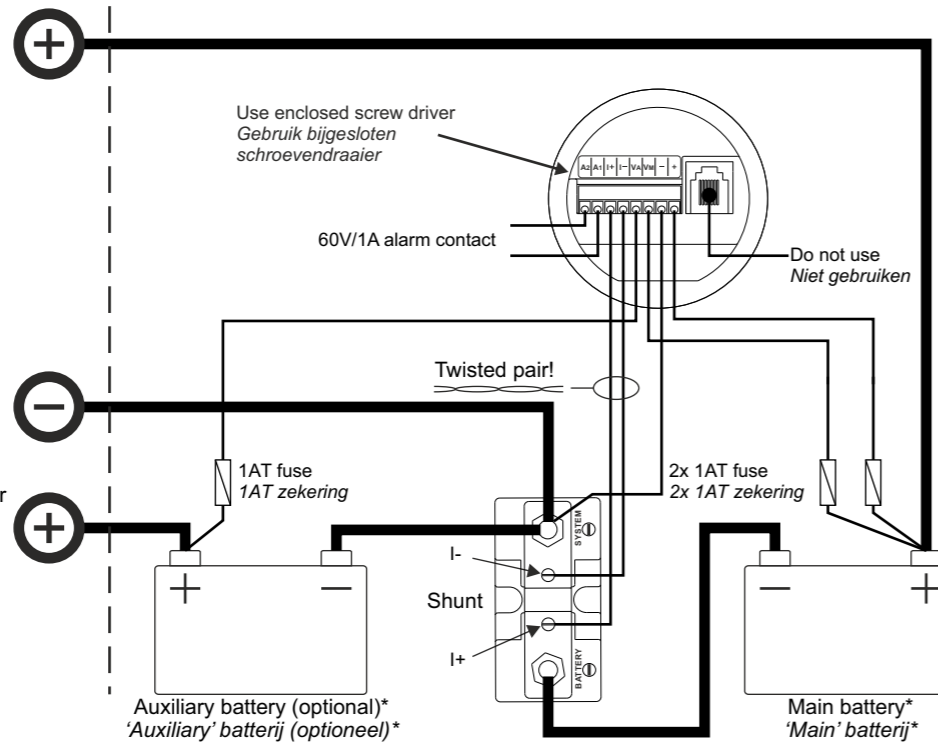 +
Use enclosed screw driver
Gebruik bijgesloten
schroevendraaier
A2 A1 I+ I− VA VM − +
60V/1A alarm contact
Do not use
Niet gebruiken
Twisted pair!
−
1AT fuse
1AT zekering
2x 1AT fuse
2x 1AT zekering
r
+
SYSTEM
I-
Shunt
I+
BATTERY
+ −
− +
Auxiliary battery (optional)*
'Auxiliary' batterij (optioneel)*
Main battery*
'Main' batterij*